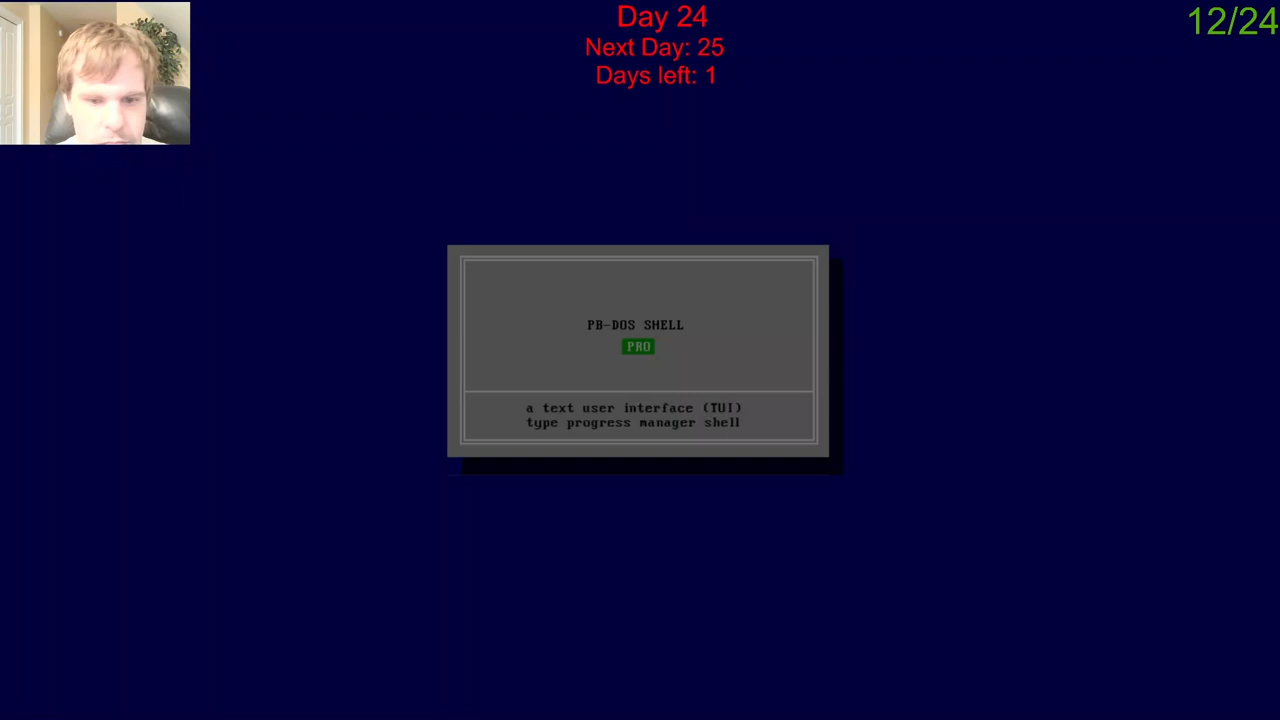 Day 24
Next Day: 25
Days left: 1
12/24
PB-DOS SHELL
PRO
a text user interface (TUI)
type progress manager shell